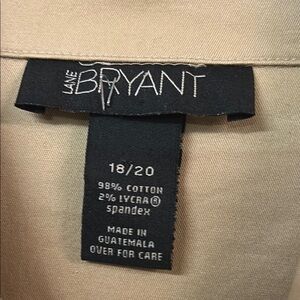 LANE BRYANT
18/20
98% COTTON
2% LYCRA®
spandex
MADE IN
GUATEMALA
OVER FOR CARE